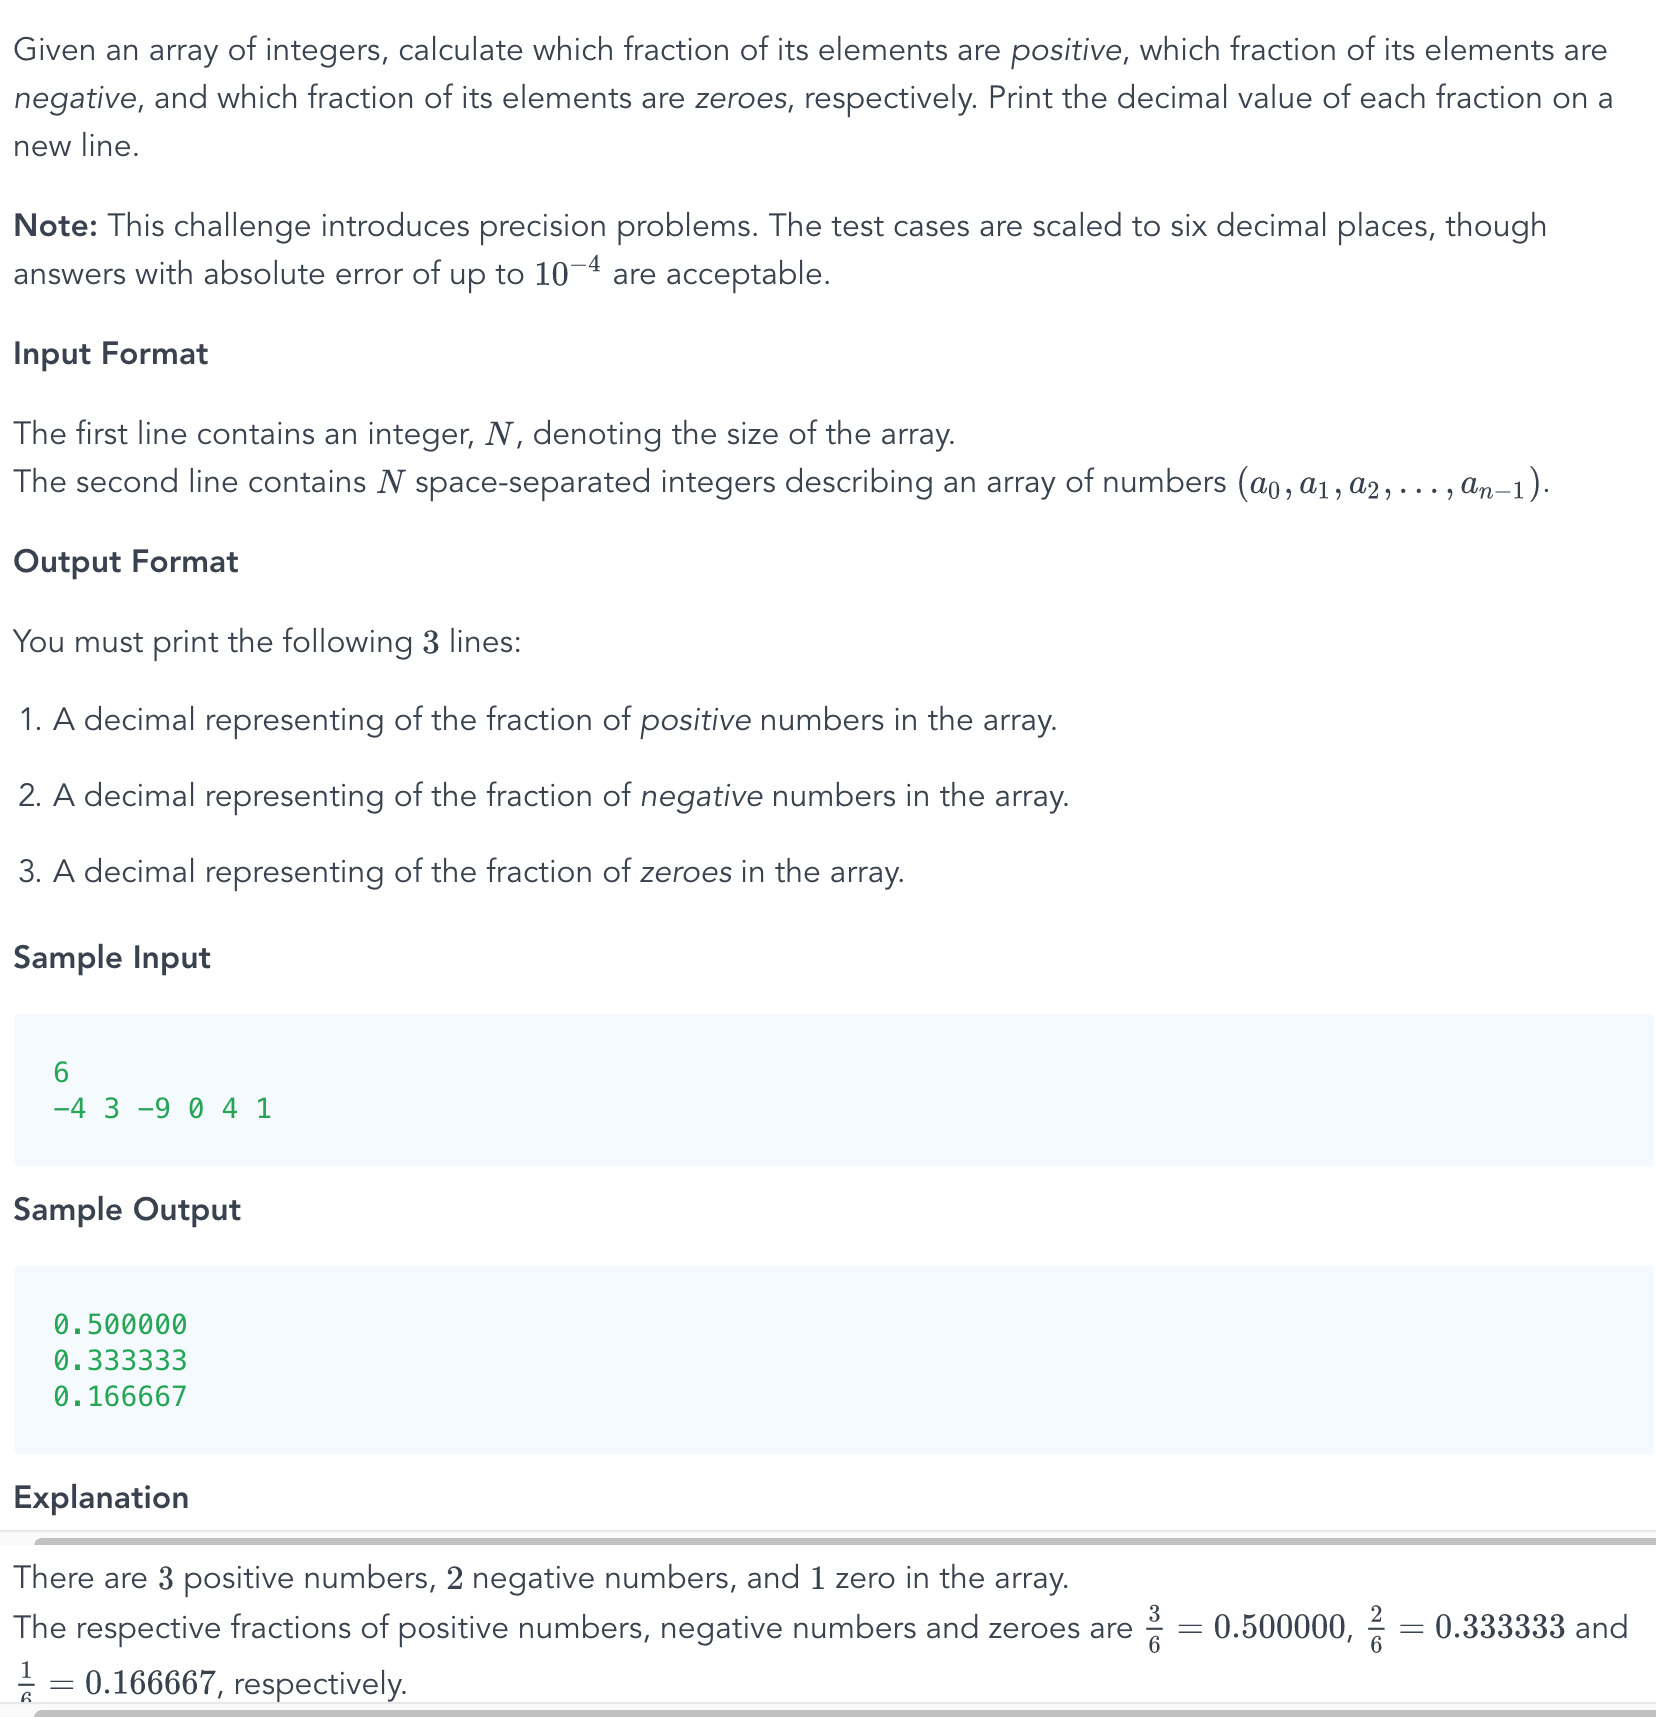 Given an array of integers, calculate which fraction of its elements are positive, which fraction of its elements are
negative, and which fraction of its elements are zeroes, respectively. Print the decimal value of each fraction on a
new line.
Note: This challenge introduces precision problems. The test cases are scaled to six decimal places, though
answers with absolute error of up to 10⁻⁴ are acceptable.
Input Format
The first line contains an integer, N, denoting the size of the array.
The second line contains N space-separated integers describing an array of numbers (a₀, a₁, a₂, . . . , aₙ₋₁).
Output Format
You must print the following 3 lines:
1. A decimal representing of the fraction of positive numbers in the array.
2. A decimal representing of the fraction of negative numbers in the array.
3. A decimal representing of the fraction of zeroes in the array.
Sample Input
6
-4 3 -9 0 4 1
Sample Output
0.500000
0.333333
0.166667
Explanation
There are 3 positive numbers, 2 negative numbers, and 1 zero in the array.
The respective fractions of positive numbers, negative numbers and zeroes are 3/6 = 0.500000, 2/6 = 0.333333 and
1/6 = 0.166667, respectively.